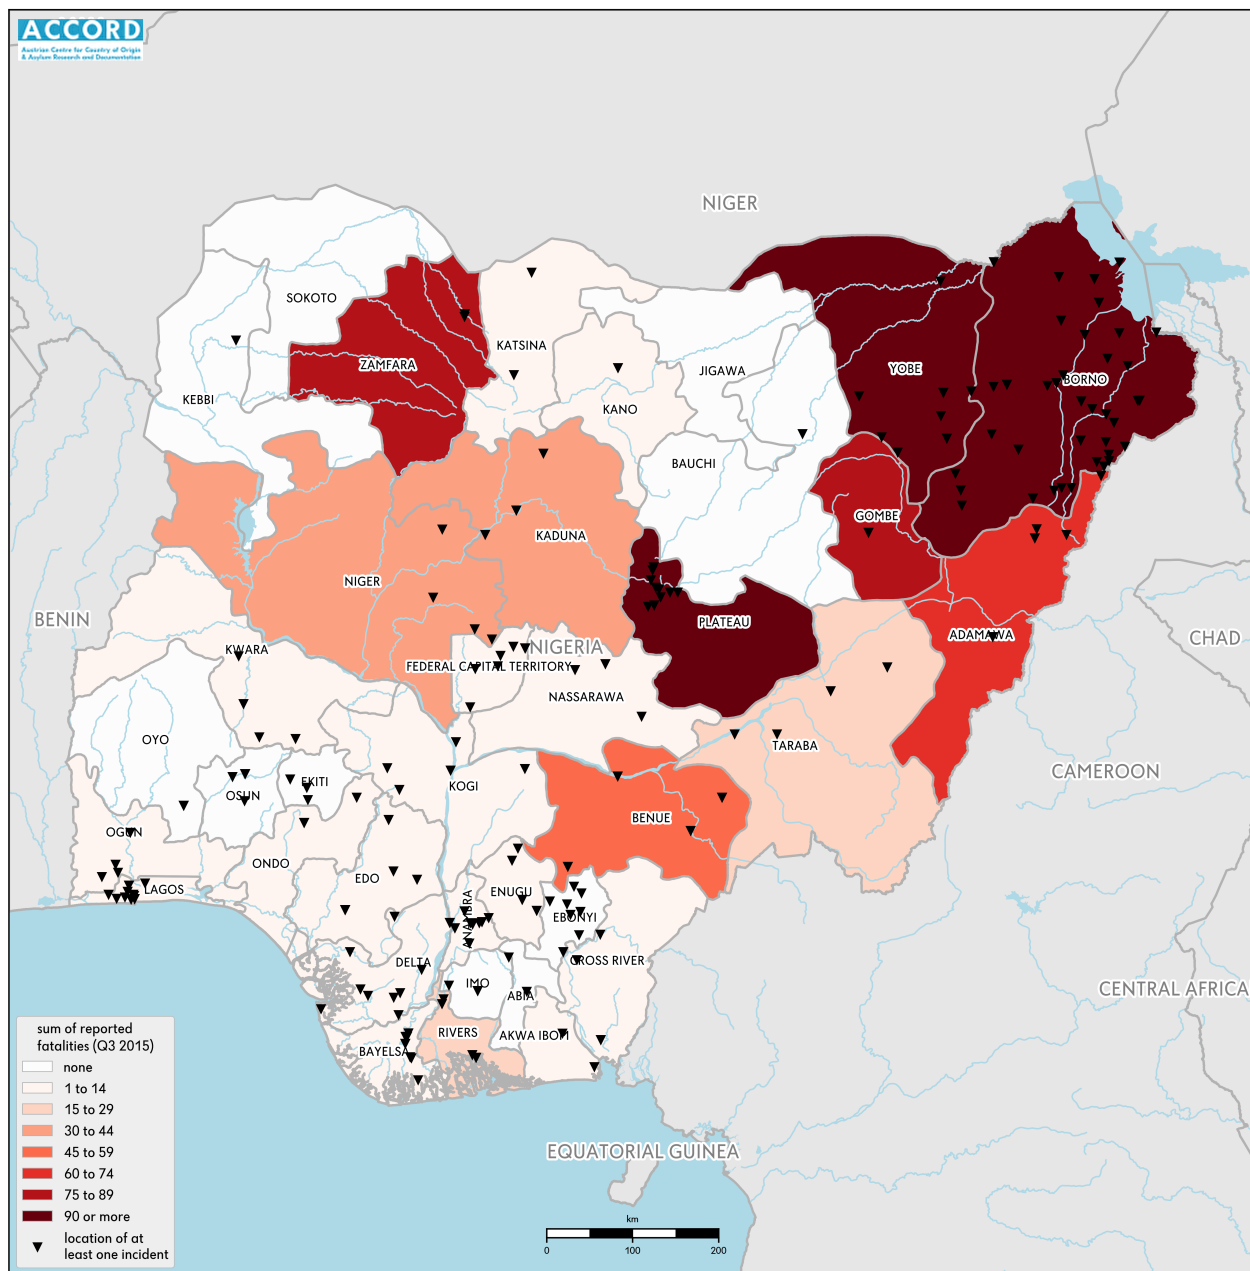 ACCORD
Austrian Centre for Country of Origin
& Asylum Research and Documentation
NIGER
SOKOTO
ZAMFARA
KATSINA
JIGAWA
YOBE
BORNO
KEBBI
KANO
BAUCHI
GOMBE
KADUNA
NIGER
BENIN
PLATEAU
ADAMAWA
CHAD
KWARA
NIGERIA
FEDERAL CAPITAL TERRITORY
NASSARAWA
OYO
TARABA
CAMEROON
EKITI
OSUN
KOGI
BENUE
OGUN
ONDO
EDO
LAGOS
ENUGU
ANAMBRA
EBONYI
DELTA
CROSS RIVER
IMO
ABIA
CENTRAL AFRICA
RIVERS
AKWA IBOM
BAYELSA
EQUATORIAL GUINEA
sum of reported
fatalities (Q3 2015)
none
1 to 14
15 to 29
30 to 44
45 to 59
60 to 74
75 to 89
90 or more
location of at
least one incident
km
0 100 200